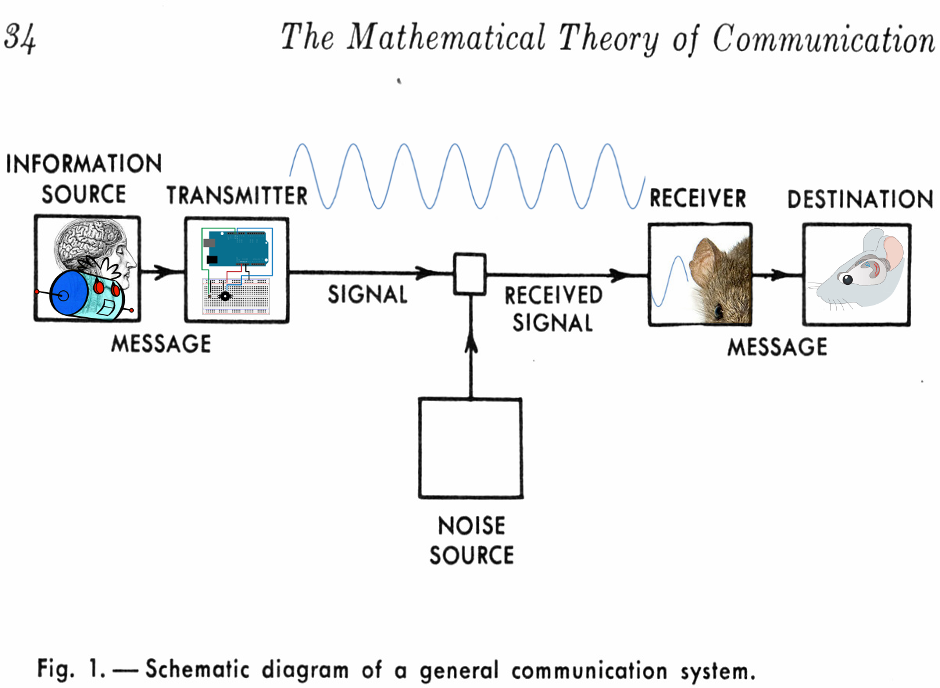 34 The Mathematical Theory of Communication
INFORMATION
SOURCE
TRANSMITTER
RECEIVER
DESTINATION
SIGNAL
RECEIVED
SIGNAL
MESSAGE
MESSAGE
NOISE
SOURCE
Fig. 1. — Schematic diagram of a general communication system.